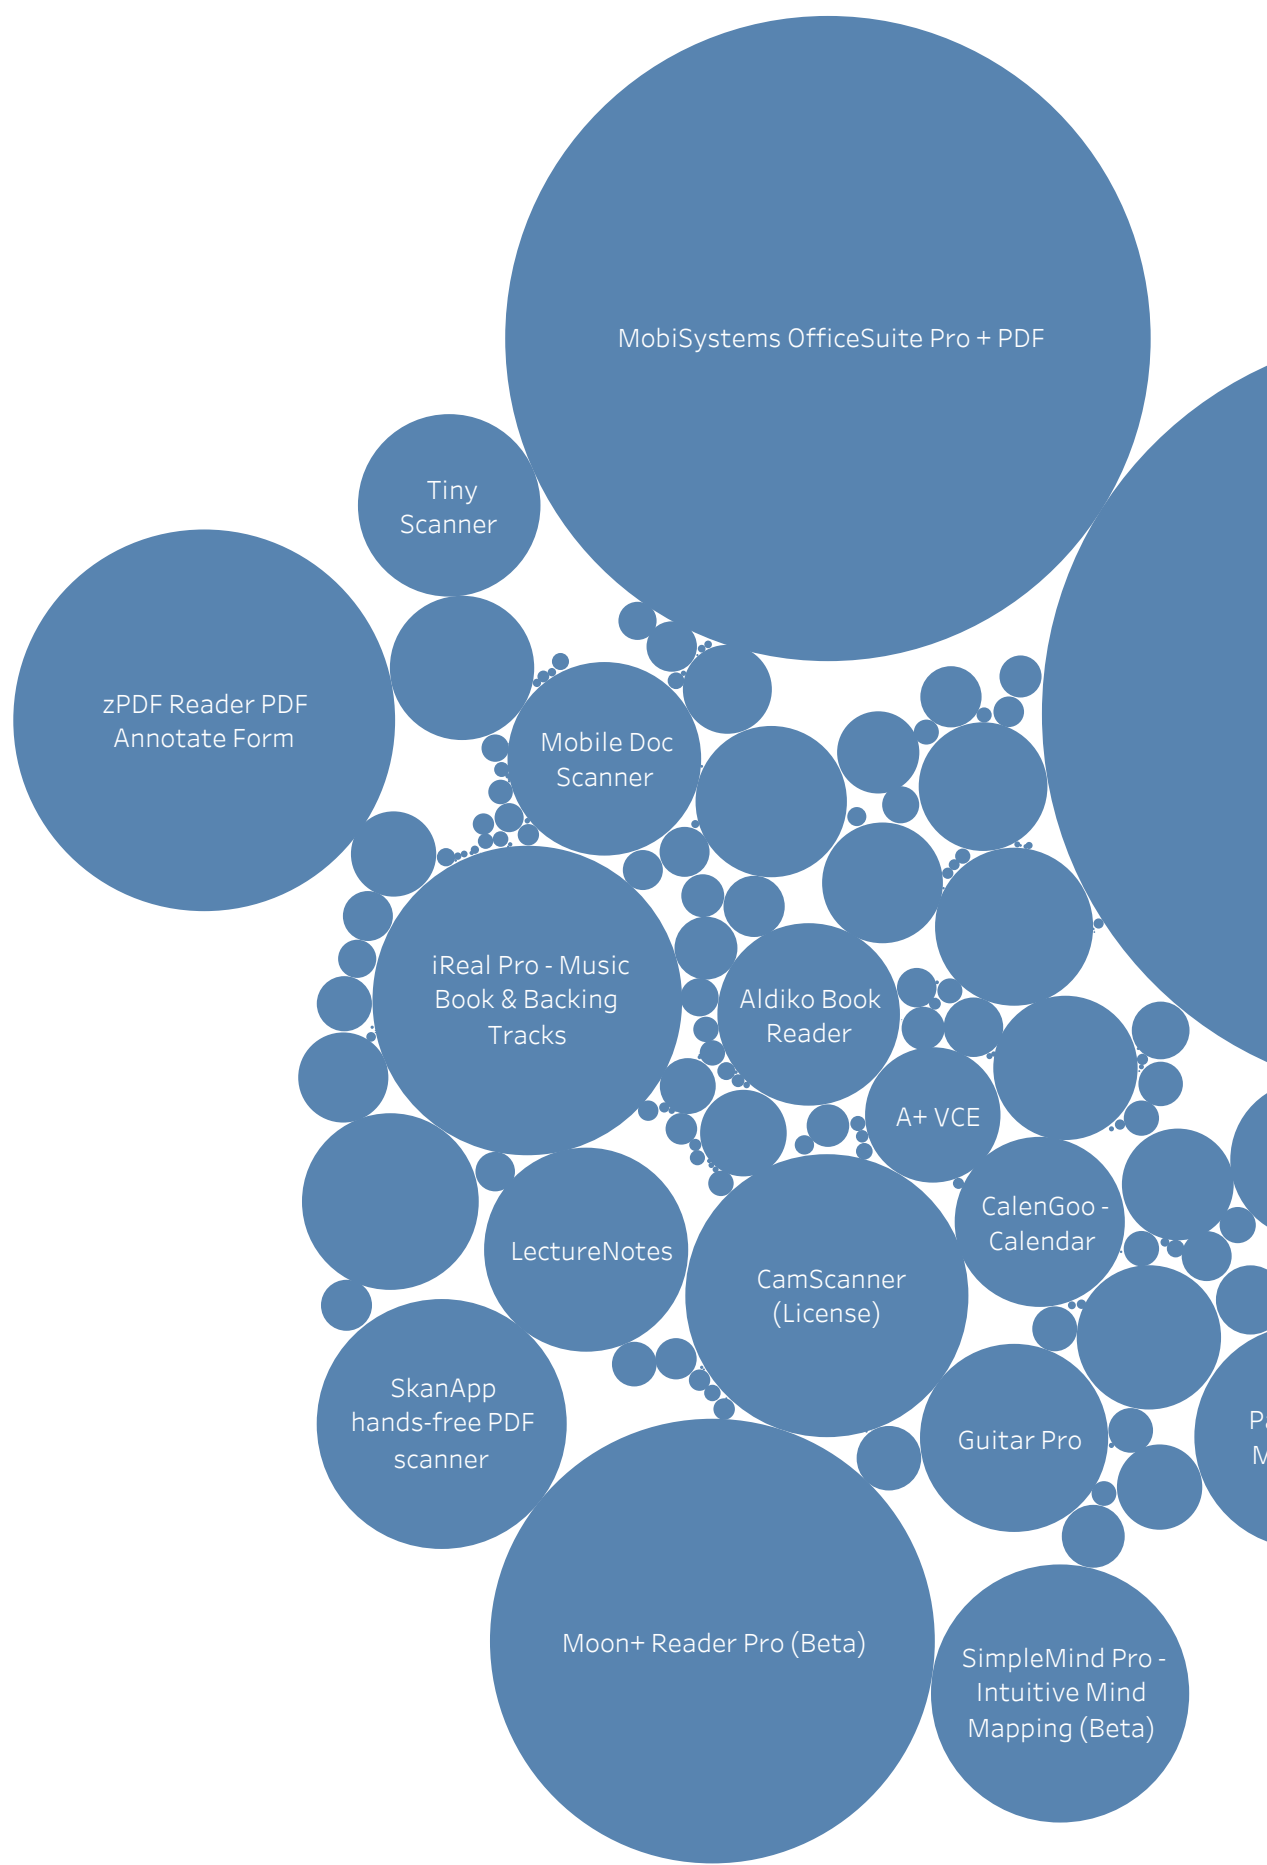 MobiSystems OfficeSuite Pro + PDF
Tiny
Scanner
zPDF Reader PDF
Annotate Form
Mobile Doc
Scanner
iReal Pro - Music
Book & Backing
Tracks
Aldiko Book
Reader
A+ VCE
CalenGoo -
Calendar
LectureNotes
CamScanner
(License)
SkanApp
hands-free PDF
scanner
Guitar Pro
Moon+ Reader Pro (Beta)
SimpleMind Pro -
Intuitive Mind
Mapping (Beta)